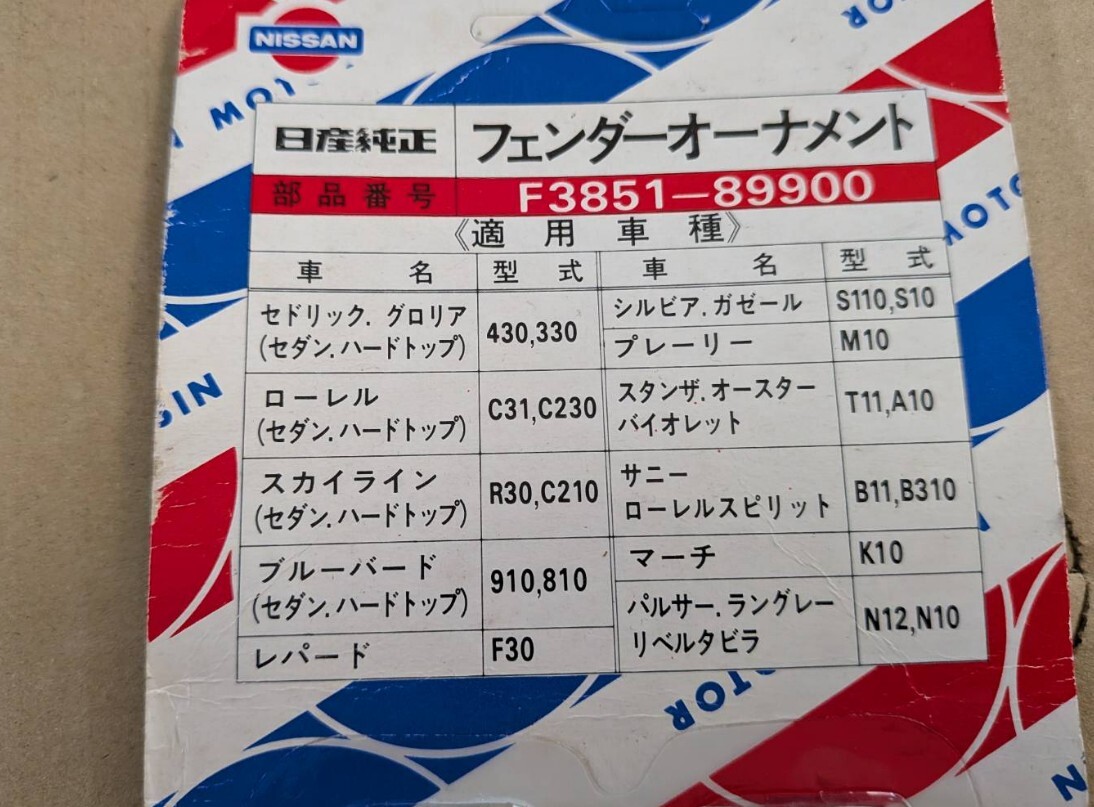 NISSAN
MOTOR
日産純正 フェンダーオーナメント
部品番号 F3851-89900
《適用車種》
車名 型式 車名 型式
セドリック.グロリア
(セダン.ハードトップ) 430,330
ローレル
(セダン.ハードトップ) C31,C230
スカイライン
(セダン.ハードトップ) R30,C210
ブルーバード
(セダン.ハードトップ) 910,810
レパード F30
シルビア.ガゼール S110,S10
プレーリー M10
スタンザ.オースター
バイオレット T11,A10
サニー
ローレルスピリット B11,B310
マーチ K10
パルサー.ラングレー
リベルタビラ N12,N10
MOTOR